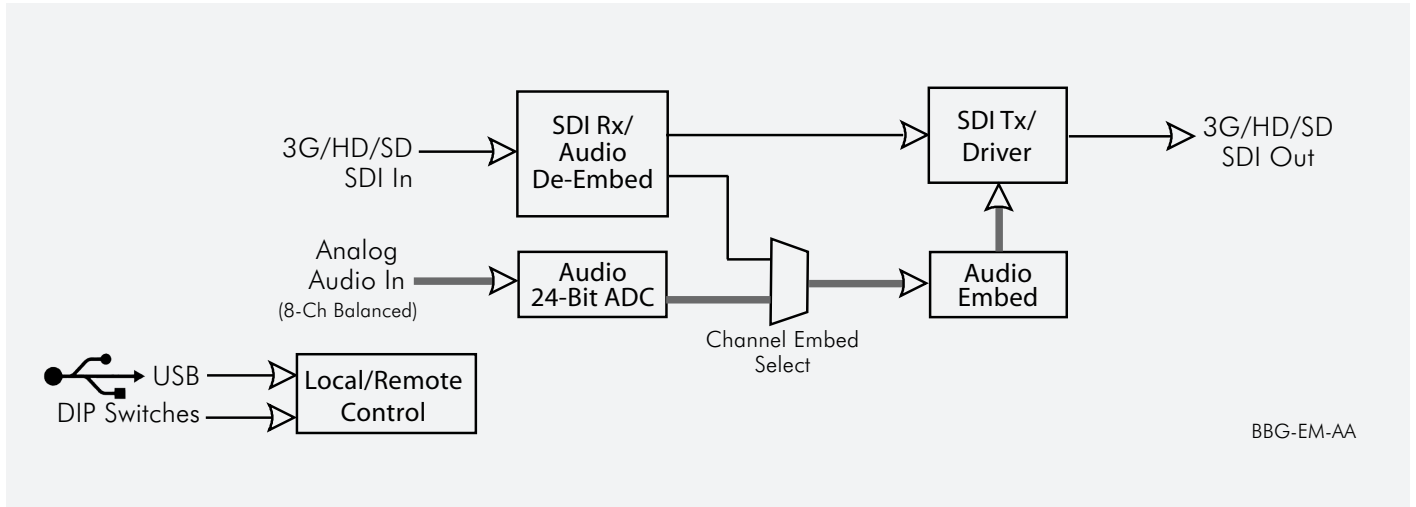 3G/HD/SD
SDI In
SDI Rx/
Audio
De-Embed
SDI Tx/
Driver
3G/HD/SD
SDI Out
Analog
Audio In
(8-Ch Balanced)
Audio
24-Bit ADC
Channel Embed
Select
Audio
Embed
USB
DIP Switches
Local/Remote
Control
BBG-EM-AA